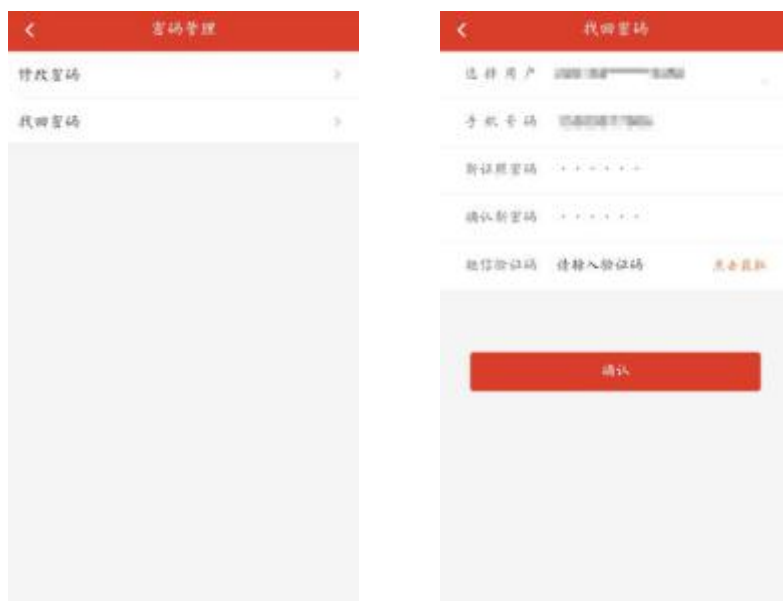 密码管理
修改密码
找回密码
找回密码
选择用户
手机号码
新证照密码 ······
确认新密码 ······
短信验证码 请输入验证码 点击获取
确认